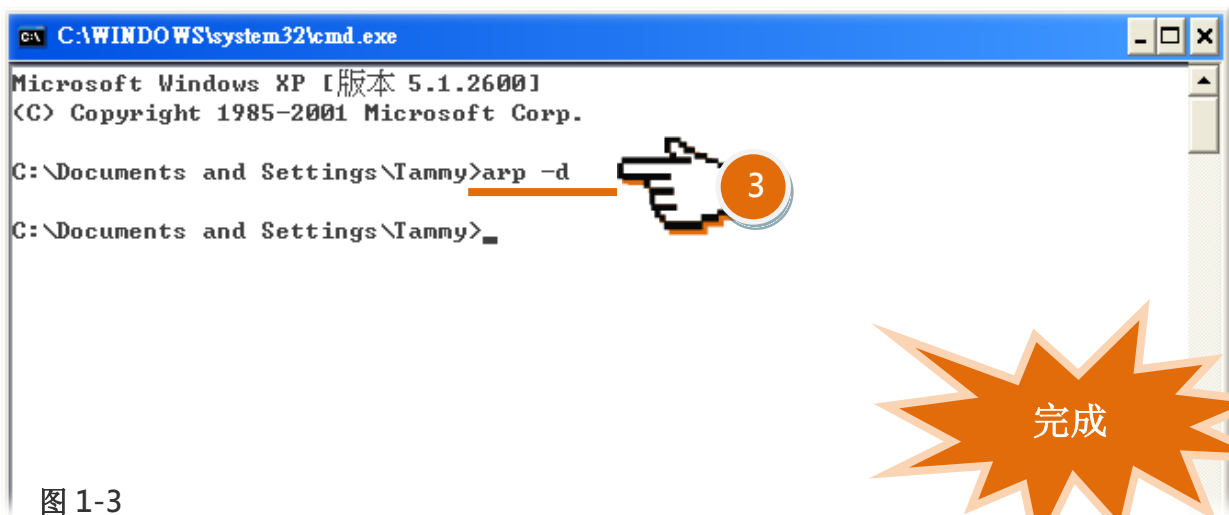 C:\WINDOWS\system32\cmd.exe
Microsoft Windows XP [版本 5.1.2600]
(C) Copyright 1985-2001 Microsoft Corp.
C:\Documents and Settings\Tammy>arp -d
3
C:\Documents and Settings\Tammy>_
完成
图 1-3